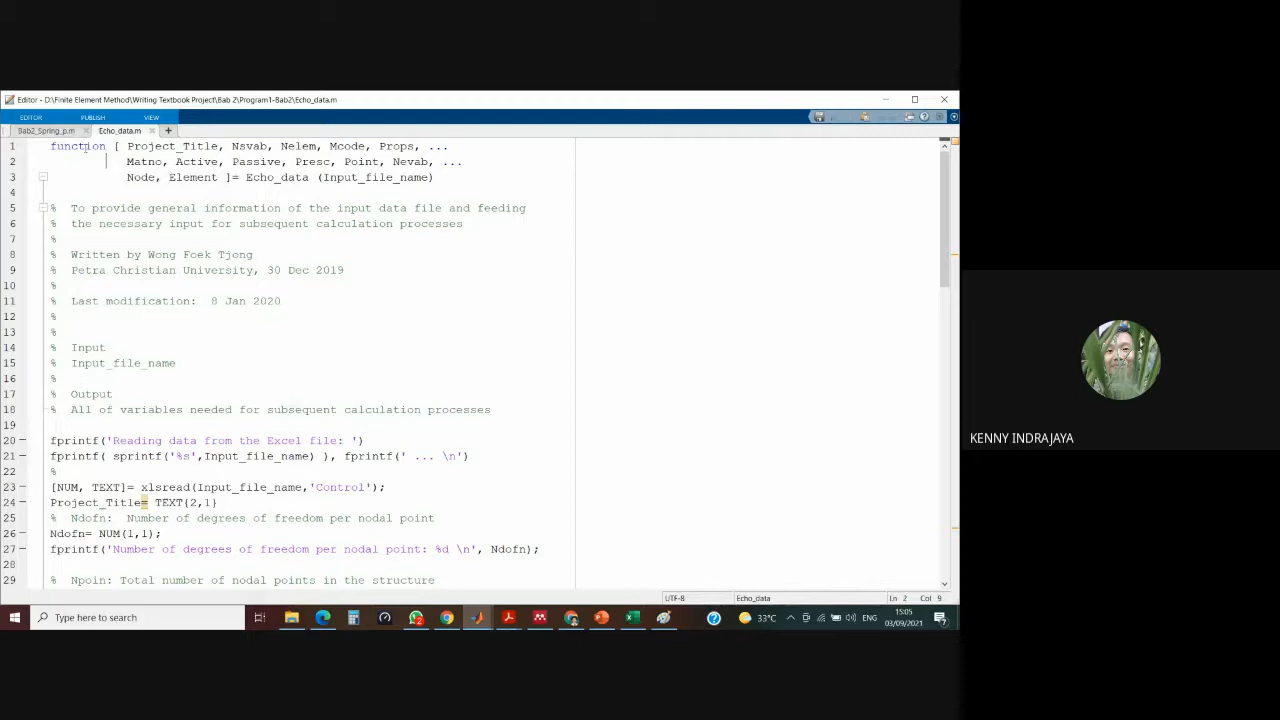 Editor - D:\Finite Element Method\Writing Textbook Project\Bab 2\Program1-Bab2\Echo_data.m
EDITOR PUBLISH VIEW
Bab2_Spring_p.m Echo_data.m
1 function [ Project_Title, Nvab, Nelem, Mcode, Props, ...
2 Matno, Active, Passive, Presc, Point, Nevab, ...
3 Node, Element ]= Echo_data (Input_file_name)
4
5 % To provide general information of the input data file and feeding
6 % the necessary input for subsequent calculation processes
7 %
8 % Written by Wong Foek Tjong
9 % Petra Christian University, 30 Dec 2019
10 %
11 % Last modification: 8 Jan 2020
12 %
13 %
14 % Input
15 % Input_file_name
16 %
17 % Output
18 % All of variables needed for subsequent calculation processes
19
20 fprintf('Reading data from the Excel file: ')
21 fprintf( sprintf('%s',Input_file_name) ), fprintf(' ... \n')
22 %
23 [NUM, TEXT]= xlsread(Input_file_name,'Control');
24 Project_Title= TEXT{2,1}
25 % Ndofn: Number of degrees of freedom per nodal point
26 Ndofn= NUM(1,1);
27 fprintf('Number of degrees of freedom per nodal point: %d \n', Ndofn);
28
29 % Npoin: Total number of nodal points in the structure
UTF-8 Echo_data Ln 2 Col 9
Type here to search 33°C ENG 15:05
03/09/2021
KENNY INDRAJAYA